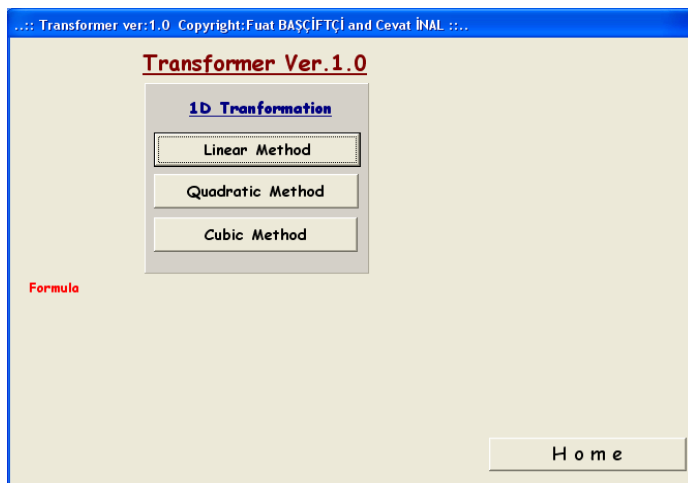 ..:: Transformer ver:1.0 Copyright:Fuat BAŞÇİFTÇİ and Cevat İNAL ::..
Transformer Ver.1.0
1D Tranformation
Linear Method
Quadratic Method
Cubic Method
Formula
Home